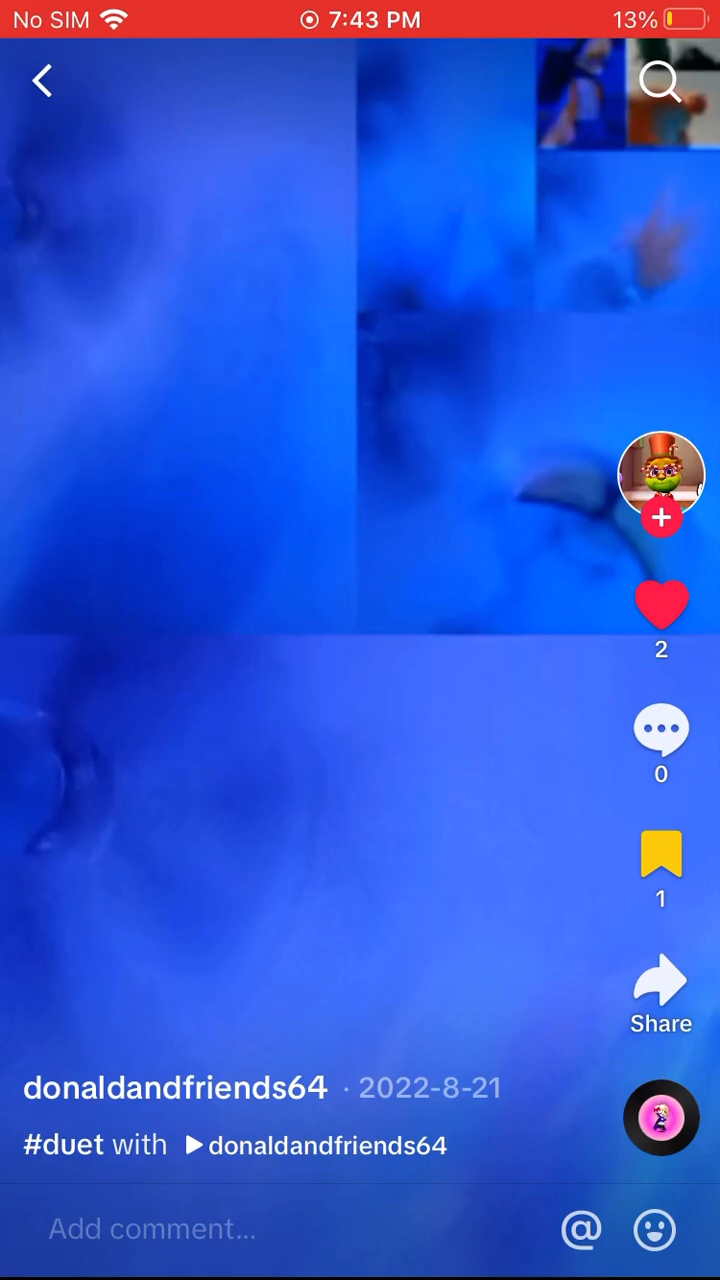 No SIM 7:43 PM 13%
2
0
1
Share
donaldandfriends64 · 2022-8-21
#duet with donaldandfriends64
Add comment...